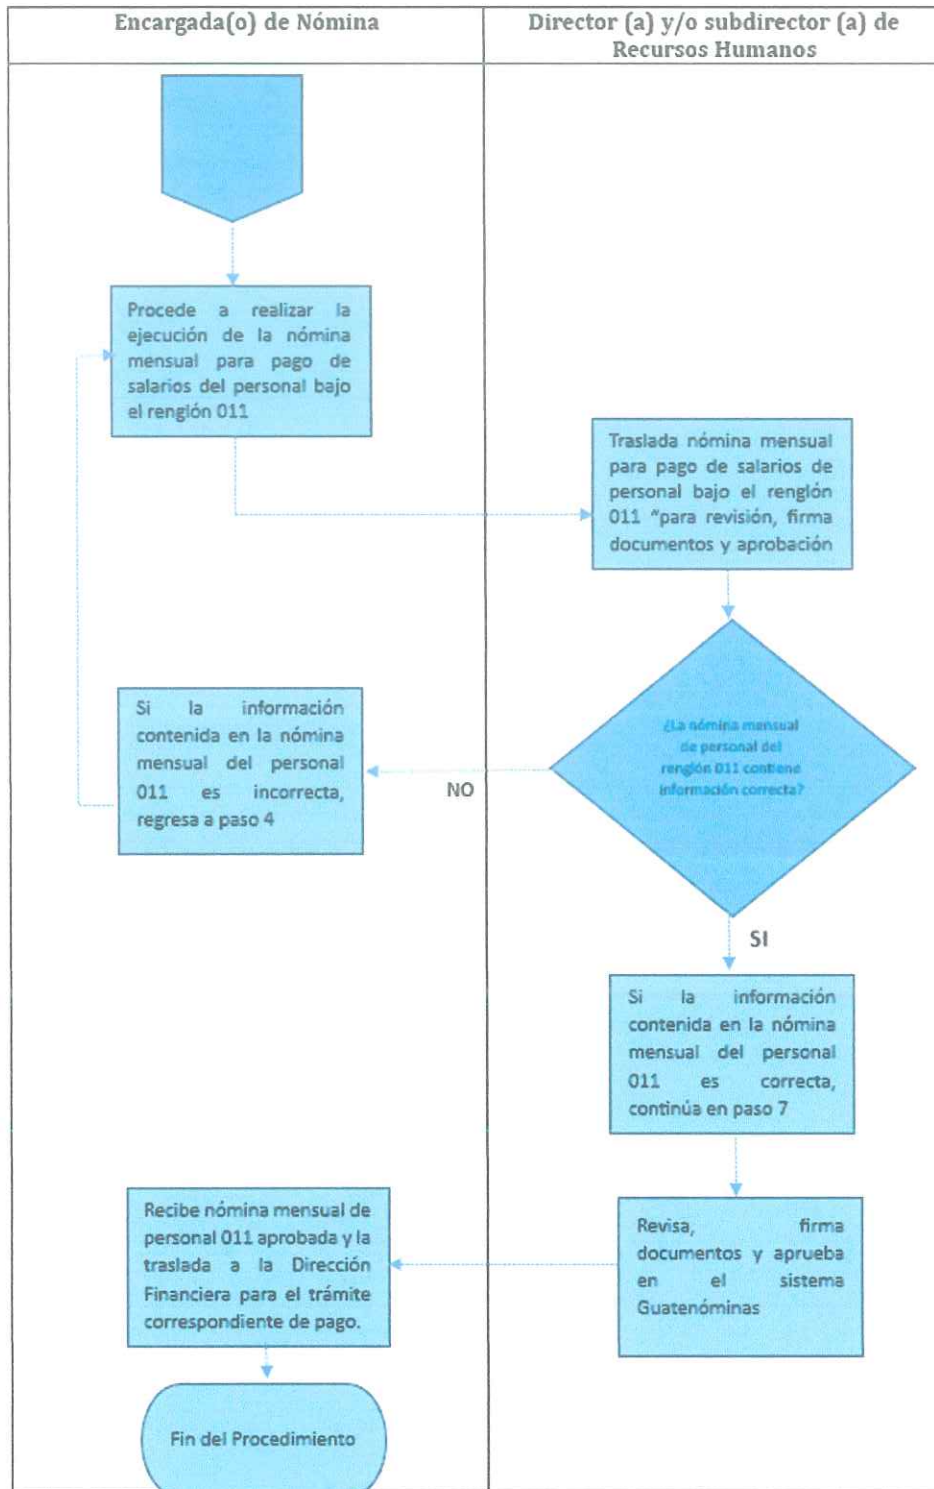 Encargada(o) de Nómina
Director (a) y/o subdirector (a) de
Recursos Humanos
Procede a realizar la
ejecución de la nómina
mensual para pago de
salarios del personal bajo
el renglón 011
Traslada nómina mensual
para pago de salarios de
personal bajo el renglón
011 "para revisión, firma
documentos y aprobación
¿La nómina mensual
de personal del
renglón 011 contiene
información correcta?
NO
Si la información
contenida en la nómina
mensual del personal
011 es incorrecta,
regresa a paso 4
SI
Si la información
contenida en la nómina
mensual del personal
011 es correcta,
continúa en paso 7
Revisa, firma
documentos y aprueba
en el sistema
Guatenóminas
Recibe nómina mensual de
personal 011 aprobada y la
traslada a la Dirección
Financiera para el trámite
correspondiente de pago.
Fin del Procedimiento